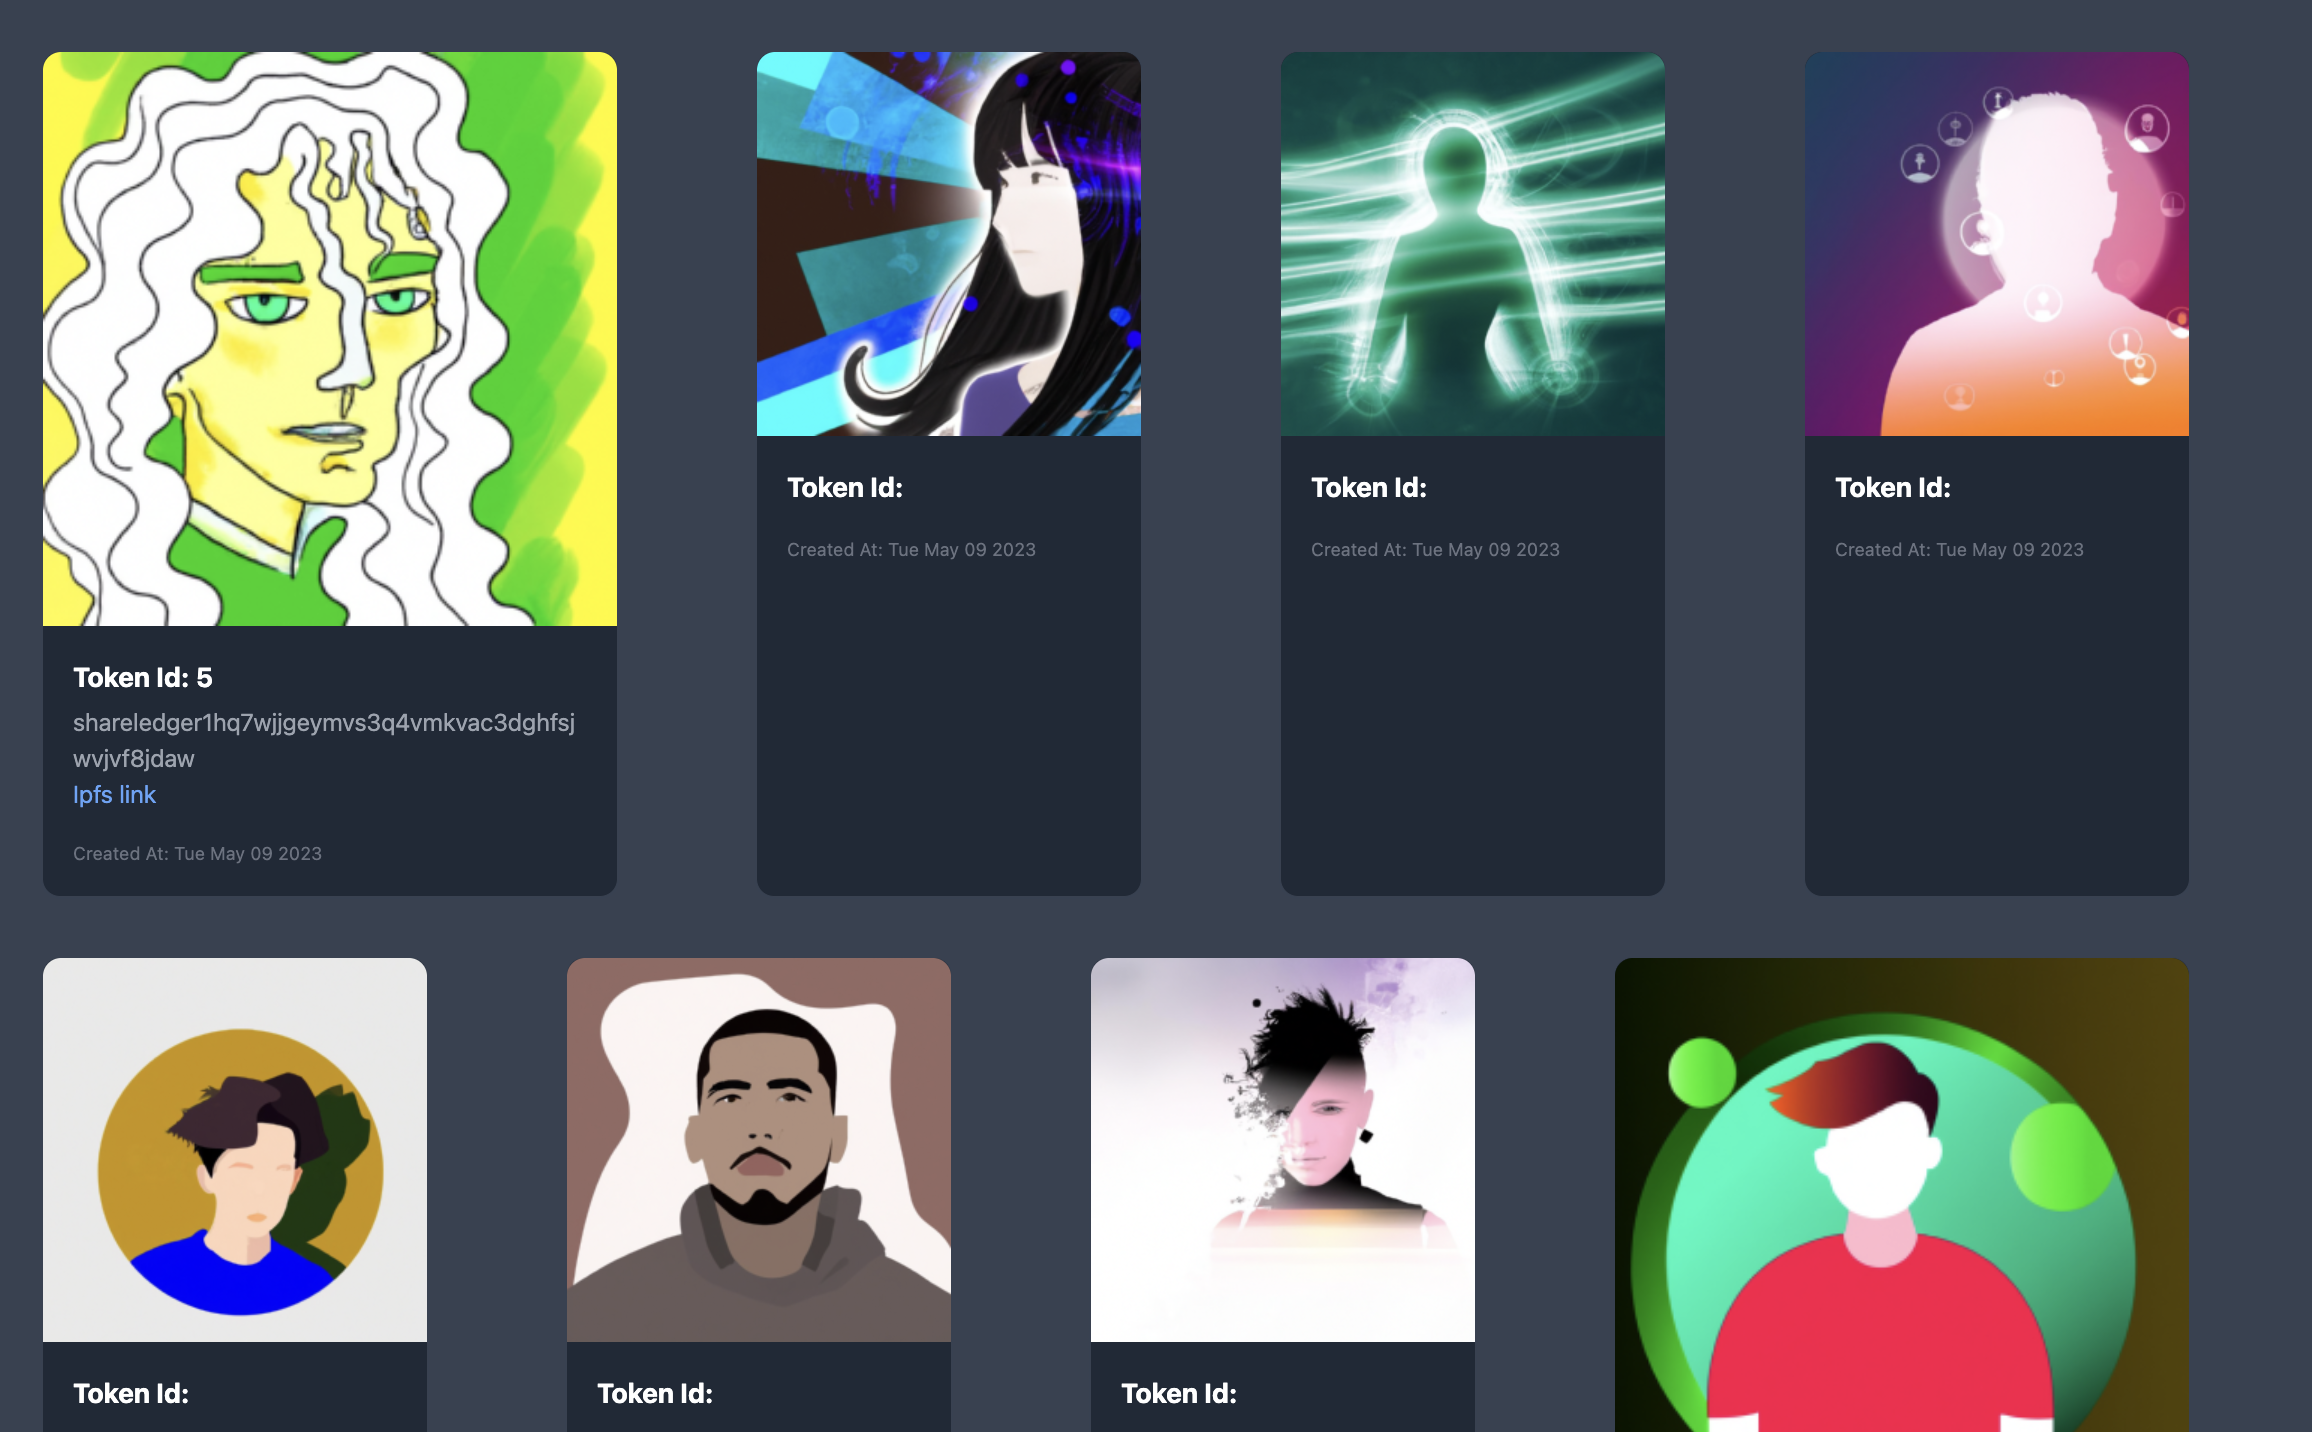 Token Id: 5
shareledger1hq7wjjgeymvs3q4vmkvac3dghfsj
wvjvf8jdaw
Ipfs link
Created At: Tue May 09 2023
Token Id:
Created At: Tue May 09 2023
Token Id:
Created At: Tue May 09 2023
Token Id:
Created At: Tue May 09 2023
Token Id:
Token Id:
Token Id: